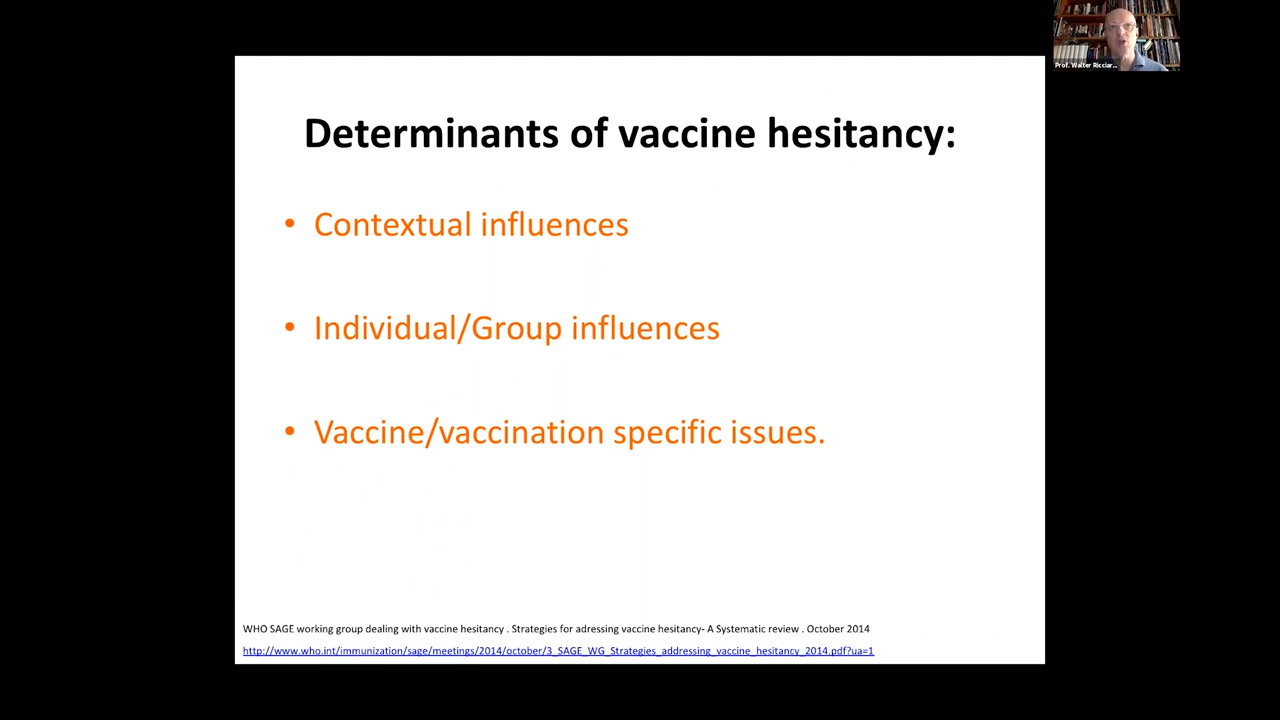 Prof. Walter Ricciar...
Determinants of vaccine hesitancy:
• Contextual influences
• Individual/Group influences
• Vaccine/vaccination specific issues.
WHO SAGE working group dealing with vaccine hesitancy . Strategies for adressing vaccine hesitancy- A Systematic review . October 2014
http://www.who.int/immunization/sage/meetings/2014/october/3_SAGE_WG_Strategies_addressing_vaccine_hesitancy_2014.pdf?ua=1